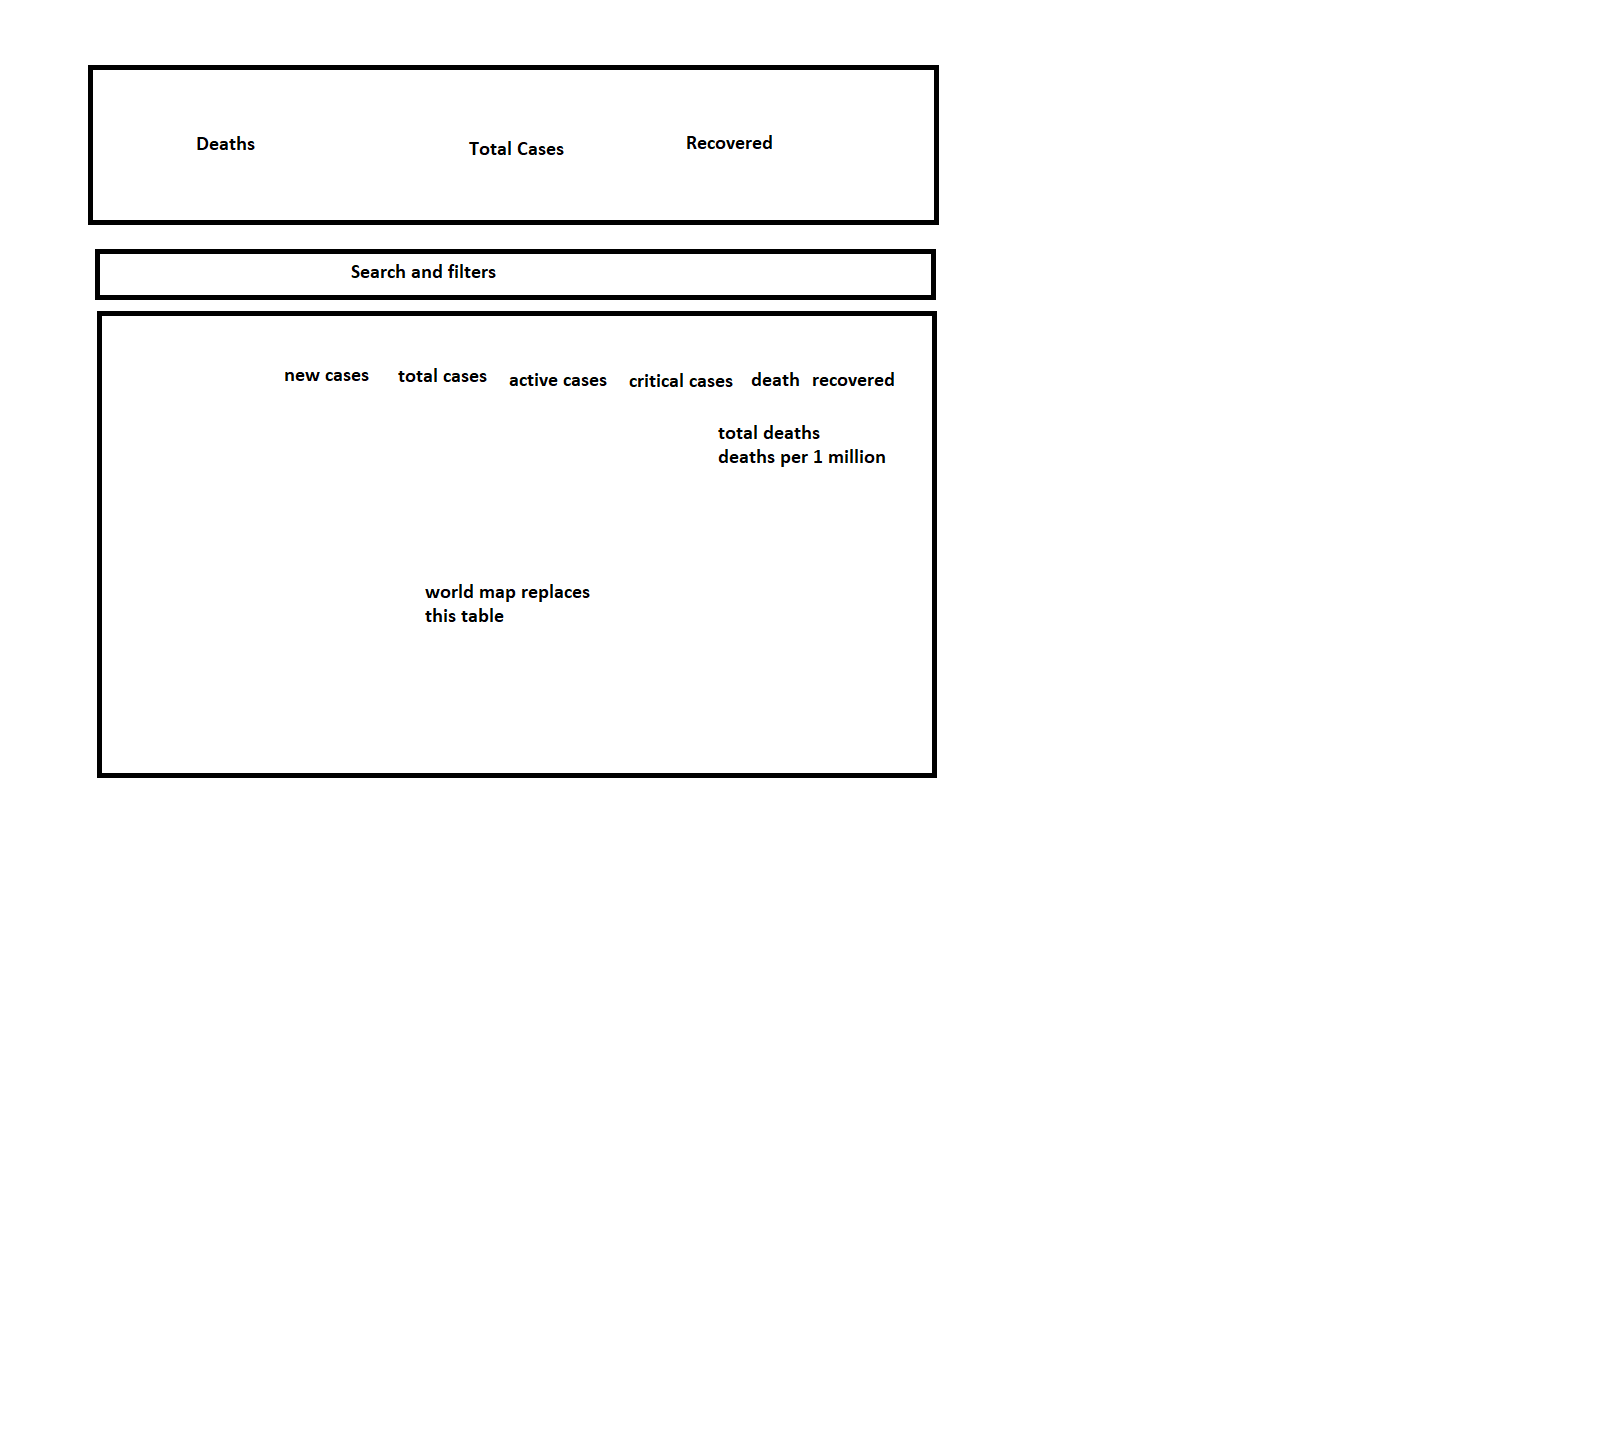 Deaths
Total Cases
Recovered
Search and filters
new cases
total cases
active cases
critical cases
death
recovered
total deaths
deaths per 1 million
world map replaces
this table